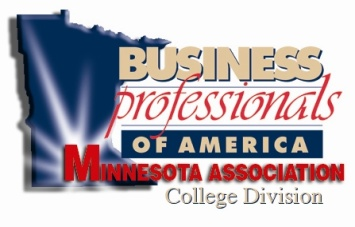 BUSINESS
professionals
OF AMERICA
MINNESOTA ASSOCIATION
College Division